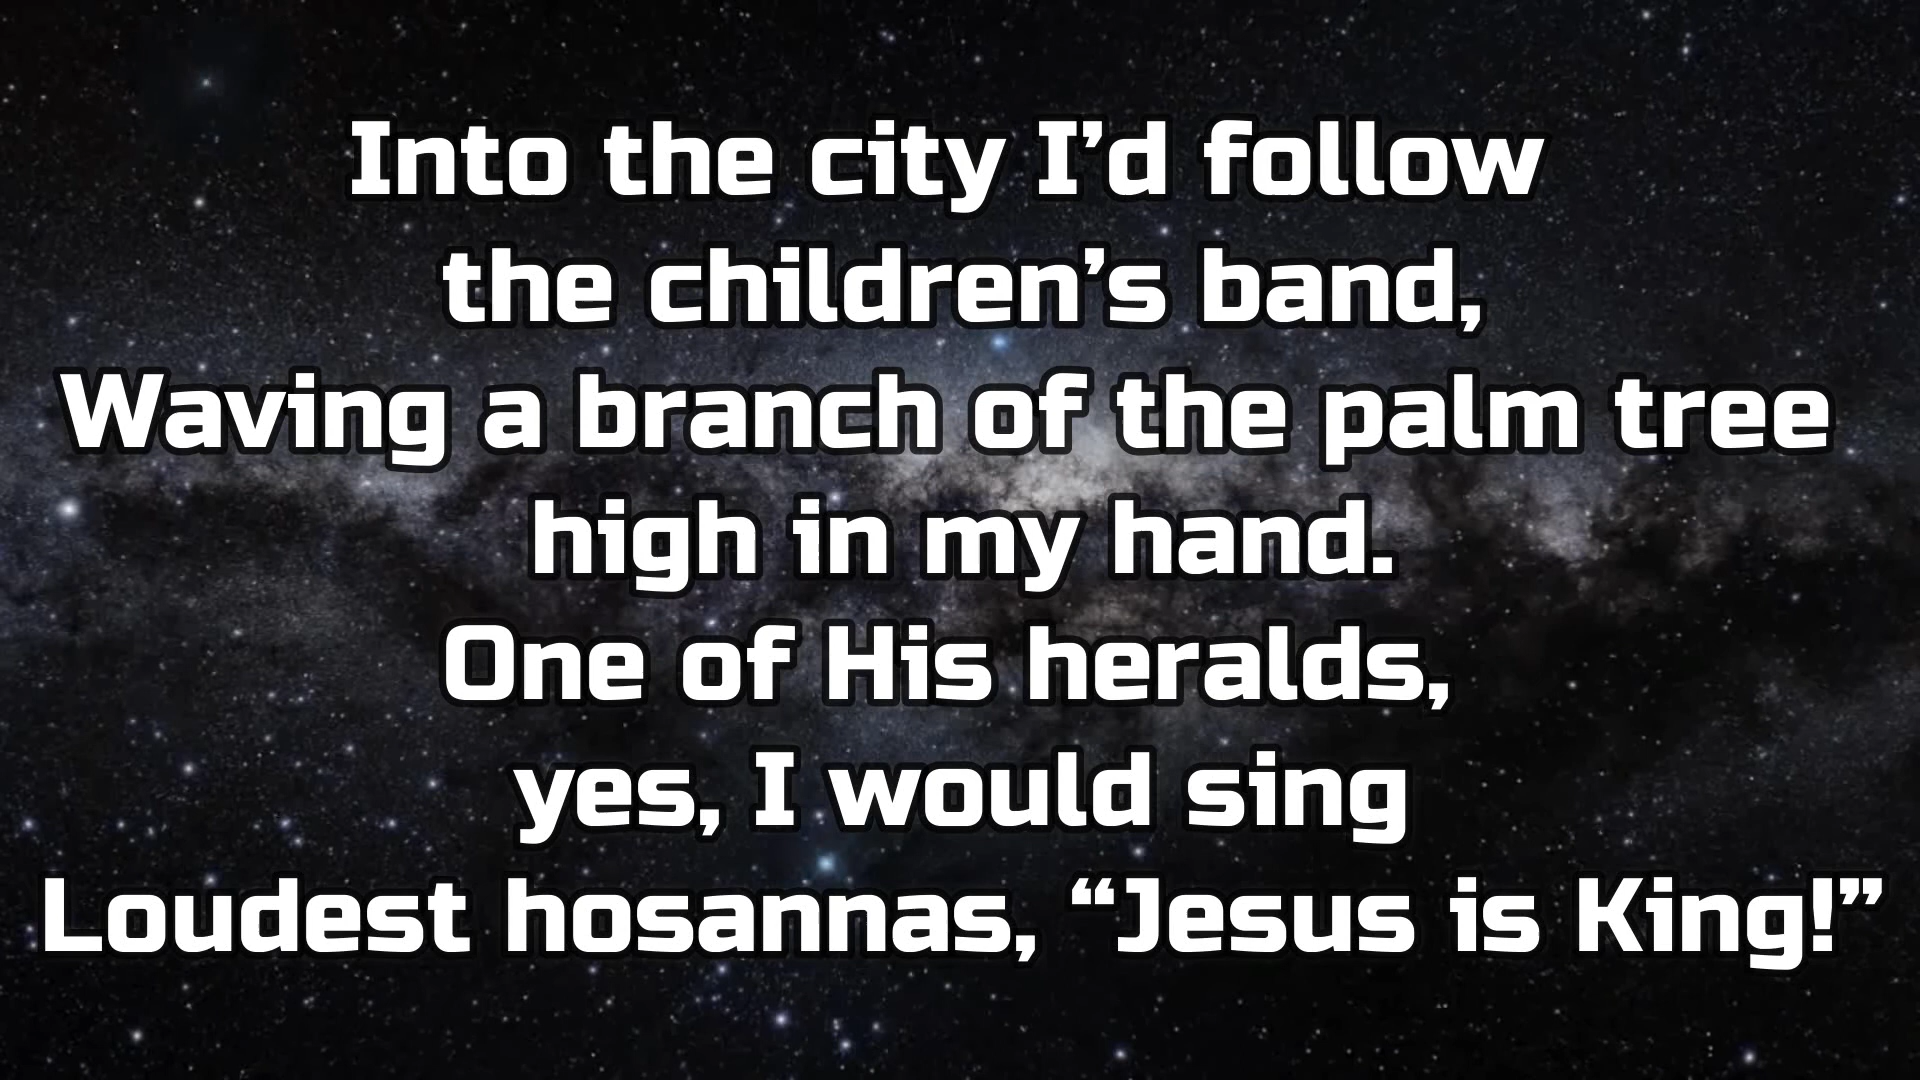 Into the city I’d follow
the children’s band,
Waving a branch of the palm tree
high in my hand.
One of His heralds,
yes, I would sing
Loudest hosannas, “Jesus is King!”